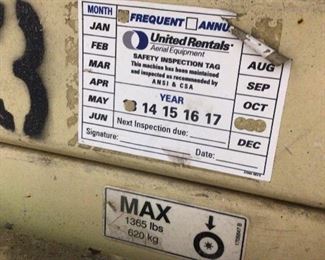 MONTH
FREQUENT ANNU
JAN
FEB
MAR
APR
MAY
JUN
United Rentals
Aerial Equipment
SAFETY INSPECTION TAG
This machine has been maintained
and inspected as recommended by
ANSI & CSA
YEAR
14 15 16 17
Next Inspection due:
Signature: Date:
AUG
SEP
OCT
DEC
MAX
1365 lbs
620 kg